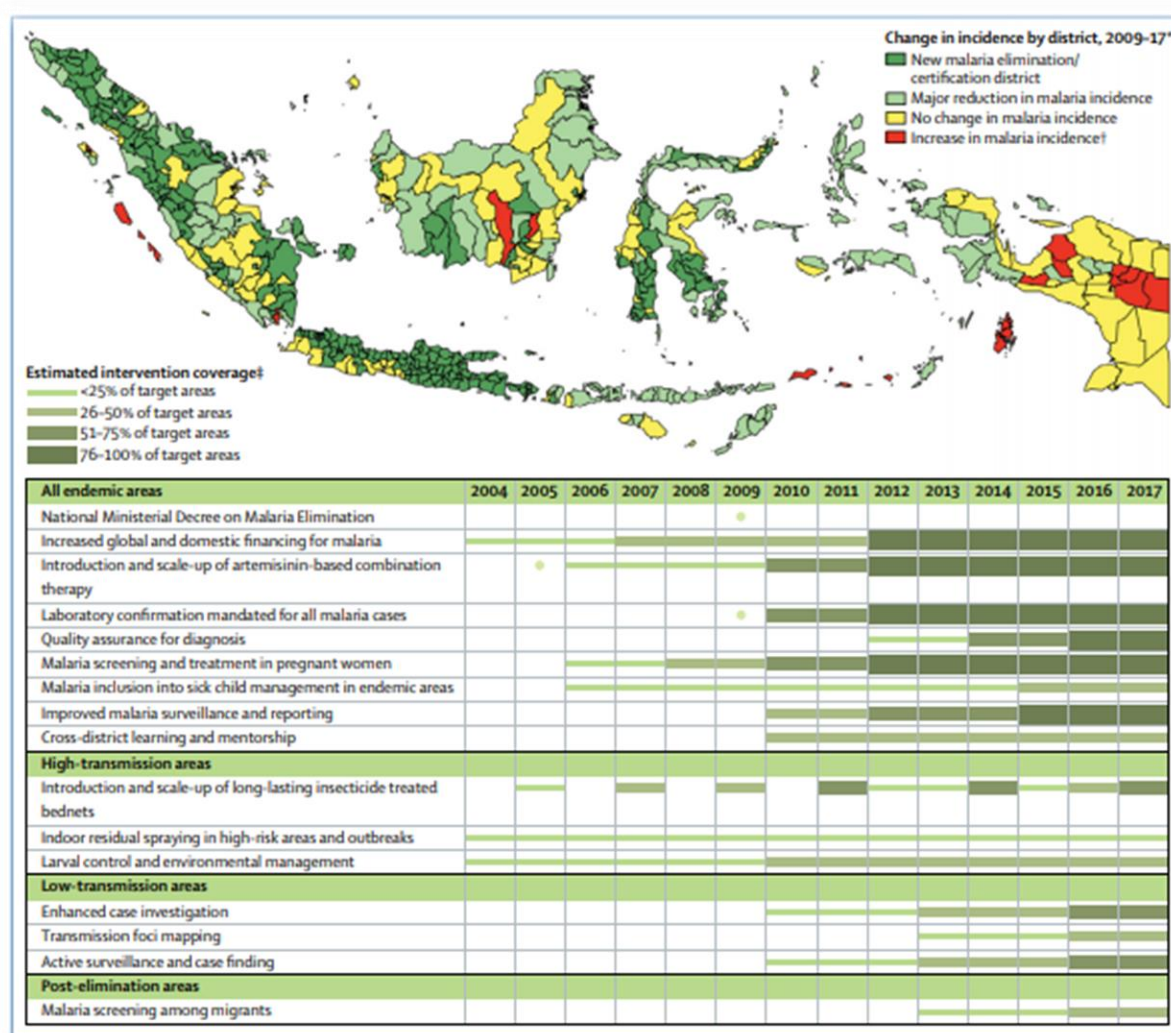 Change in incidence by district, 2009–17*
New malaria elimination/
certification district
Major reduction in malaria incidence
No change in malaria incidence
Increase in malaria incidence†
Estimated intervention coverage‡
<25% of target areas
26–50% of target areas
51–75% of target areas
76–100% of target areas
All endemic areas 2004 2005 2006 2007 2008 2009 2010 2011 2012 2013 2014 2015 2016 2017
National Ministerial Decree on Malaria Elimination
Increased global and domestic financing for malaria
Introduction and scale-up of artemisinin-based combination
therapy
Laboratory confirmation mandated for all malaria cases
Quality assurance for diagnosis
Malaria screening and treatment in pregnant women
Malaria inclusion into sick child management in endemic areas
Improved malaria surveillance and reporting
Cross-district learning and mentorship
High-transmission areas
Introduction and scale-up of long-lasting insecticide treated
bednets
Indoor residual spraying in high-risk areas and outbreaks
Larval control and environmental management
Low-transmission areas
Enhanced case investigation
Transmission foci mapping
Active surveillance and case finding
Post-elimination areas
Malaria screening among migrants